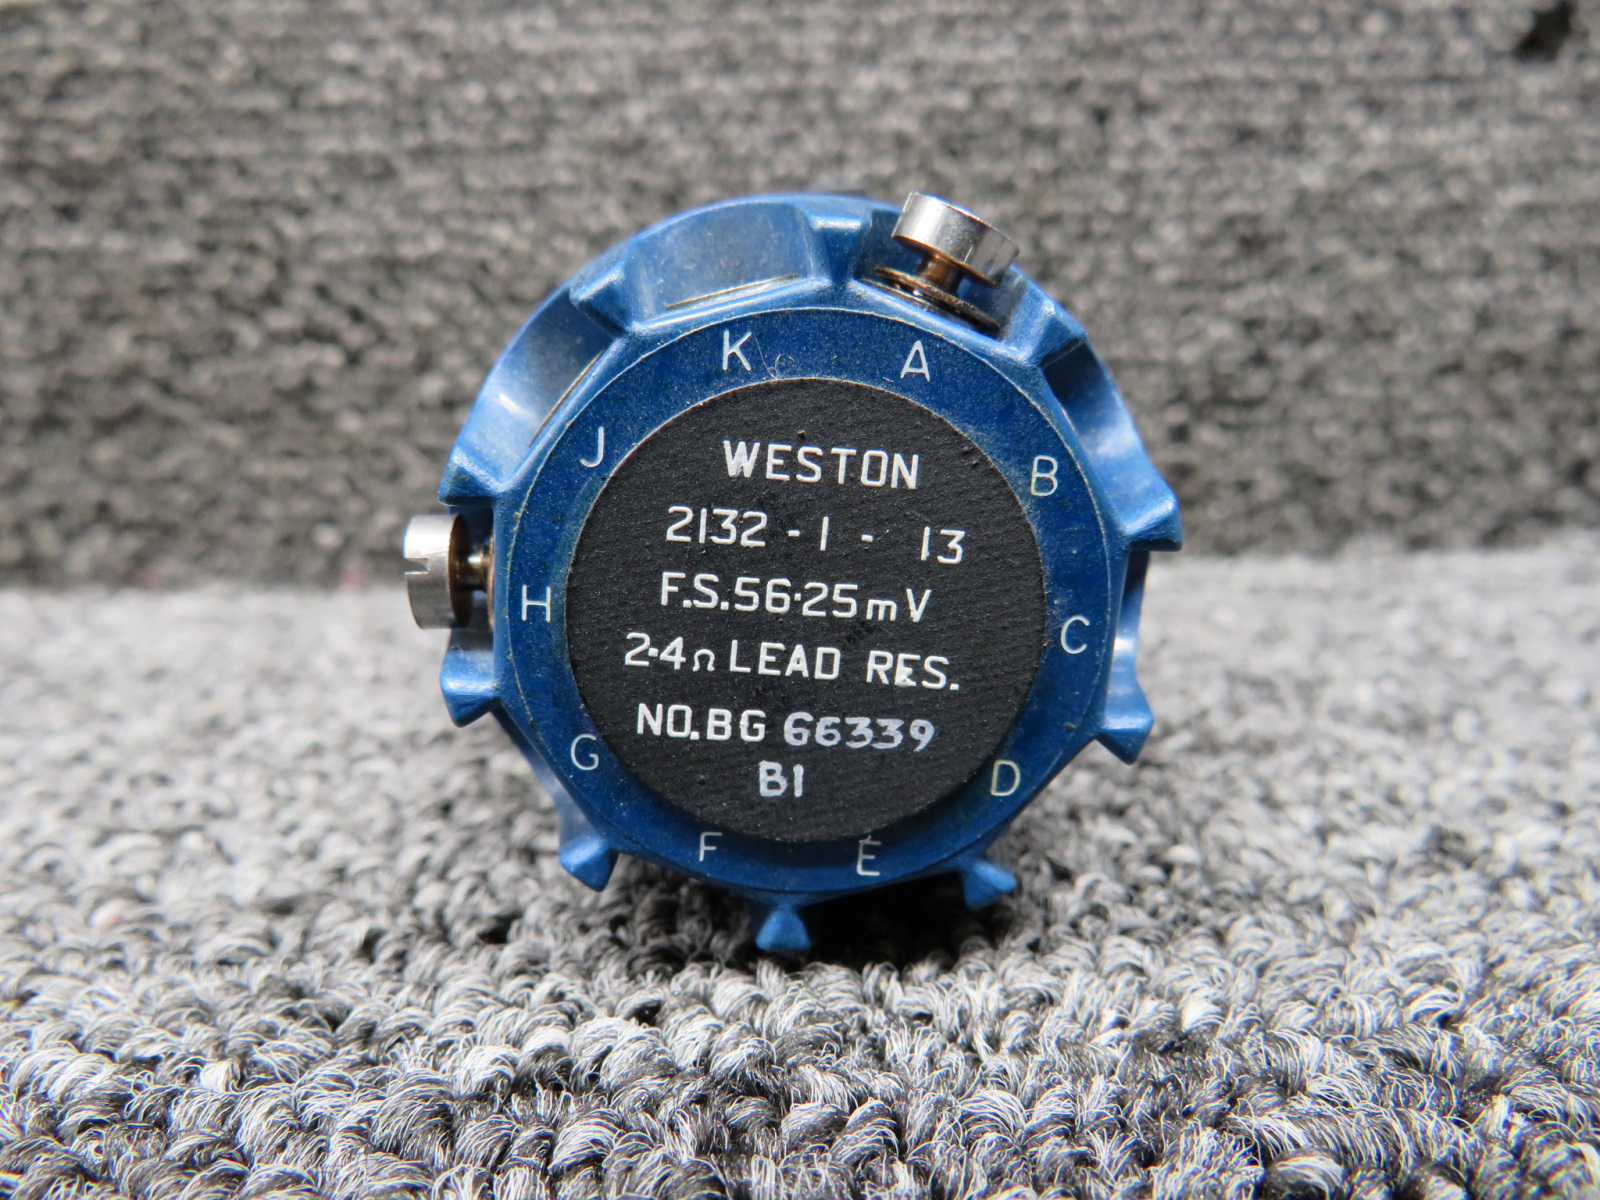 K A
J B
WESTON
2132 - 1 - 13
F.S.56·25mV
H C
2·4Ω LEAD RES.
NO.BG 66339
G D
B1
F E